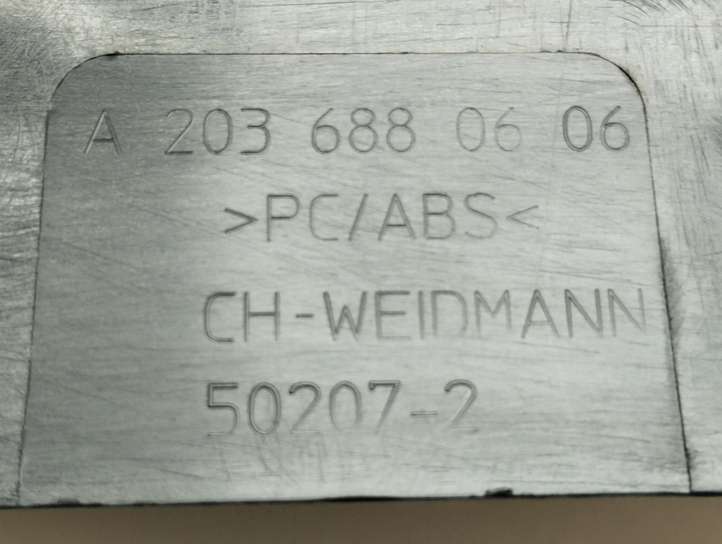 A 203 688 06 06
>PC/ABS<
CH-WEIDMANN
50207-2